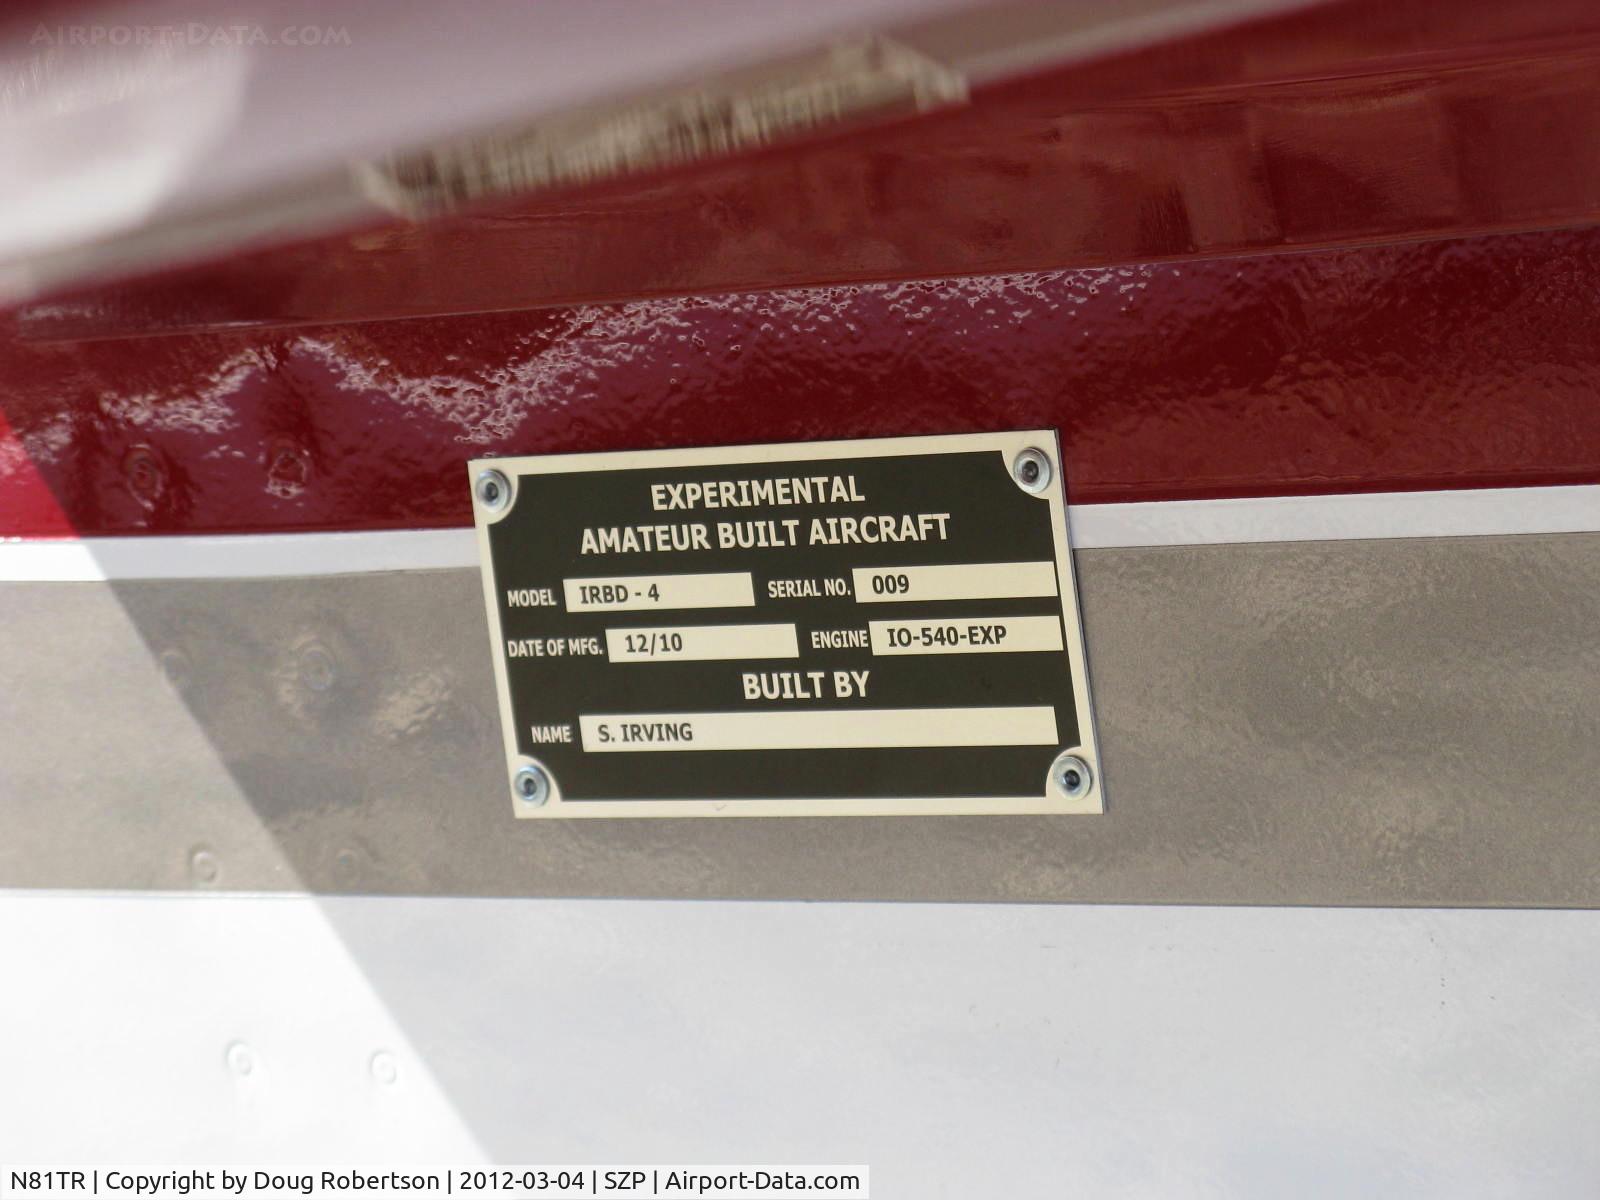 AIRPORT-DATA.COM
EXPERIMENTAL
AMATEUR BUILT AIRCRAFT
MODEL IRBD - 4 SERIAL NO. 009
DATE OF MFG. 12/10 ENGINE IO-540-EXP
BUILT BY
NAME S. IRVING
N81TR | Copyright by Doug Robertson | 2012-03-04 | SZP | Airport-Data.com